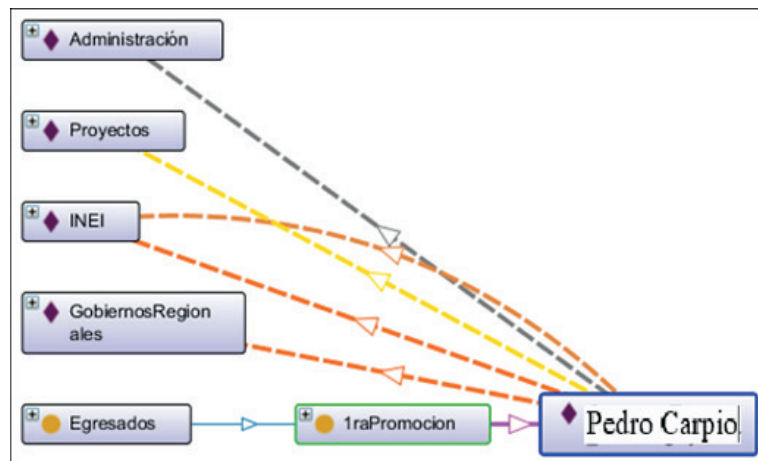 Administración
Proyectos
INEI
GobiernosRegion
ales
Egresados
1raPromocion
Pedro Carpio